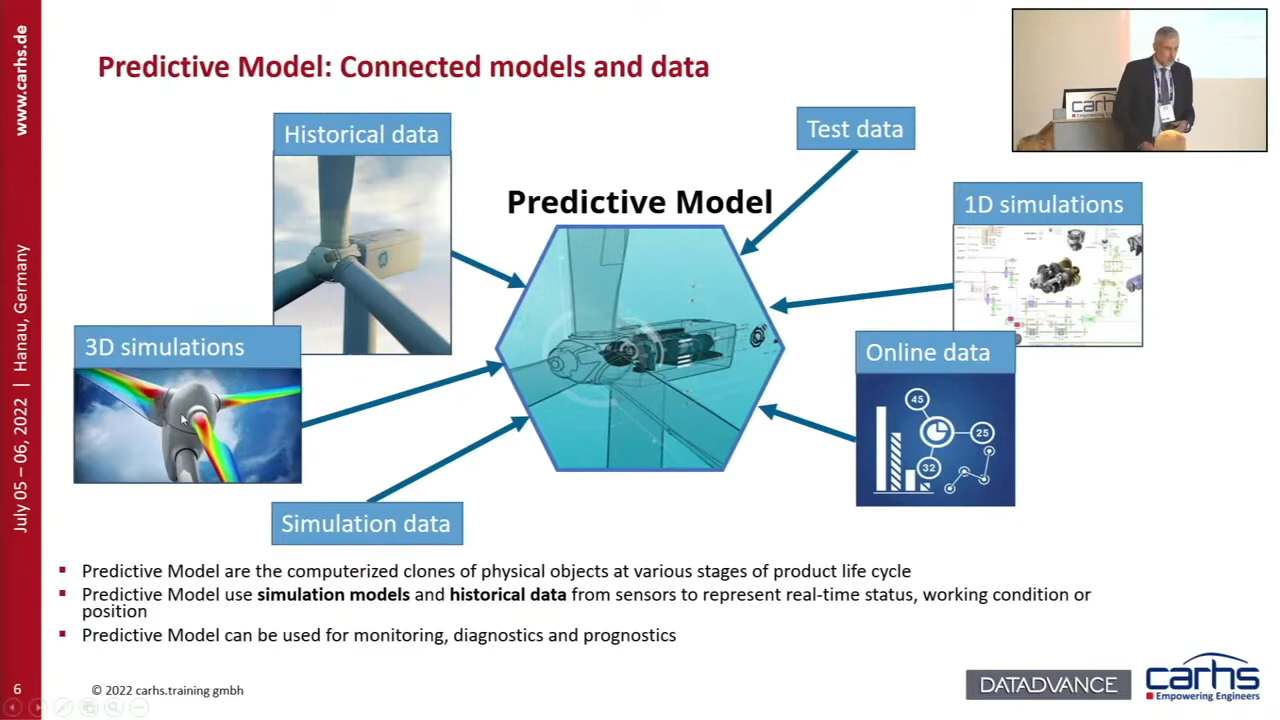 www.carhs.de
July 05 – 06, 2022 | Hanau, Germany
Predictive Model: Connected models and data
Historical data
Test data
Predictive Model
1D simulations
3D simulations
Online data
45
25
32
Simulation data
▪ Predictive Model are the computerized clones of physical objects at various stages of product life cycle
▪ Predictive Model use simulation models and historical data from sensors to represent real-time status, working condition or
position
▪ Predictive Model can be used for monitoring, diagnostics and prognostics
6
© 2022 carhs.training gmbh
DATADVANCE
carhs
Empowering Engineers
carhs